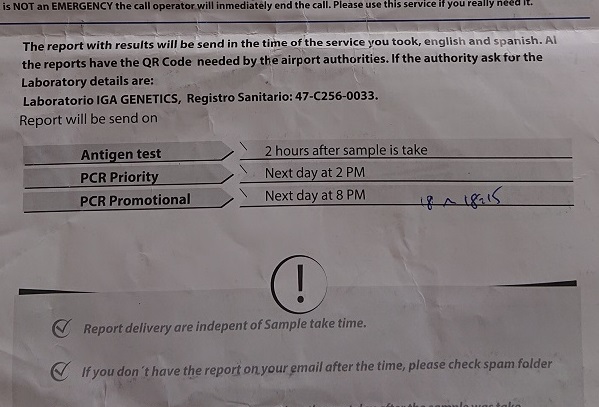 is NOT an EMERGENCY the call operator will inmediately end the call. Please use this service if you really need it.
The report with results will be send in the time of the service you took, english and spanish. Al
the reports have the QR Code needed by the airport authorities. If the authority ask for the
Laboratory details are:
Laboratorio IGA GENETICS, Registro Sanitario: 47-C256-0033.
Report will be send on
Antigen test 2 hours after sample is take
PCR Priority Next day at 2 PM
PCR Promotional Next day at 8 PM 18 ~ 18:15
!
Report delivery are indepent of Sample take time.
If you don´t have the report on your email after the time, please check spam folder